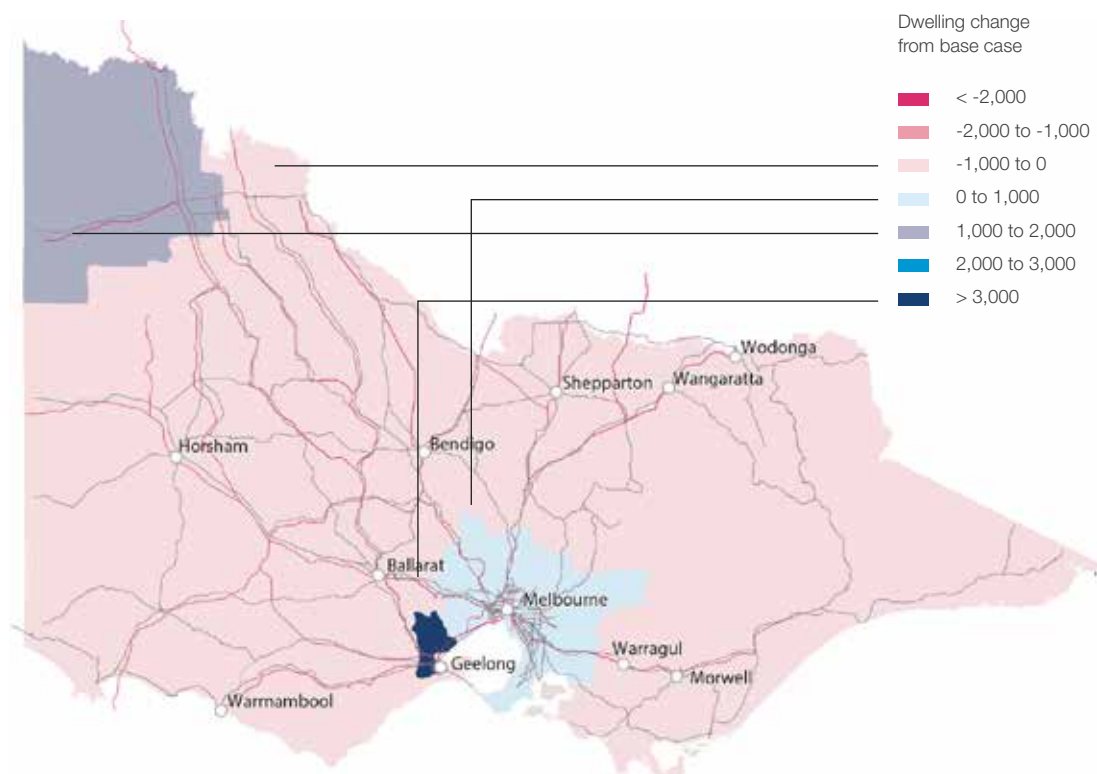 Dwelling change
from base case
< -2,000
-2,000 to -1,000
-1,000 to 0
0 to 1,000
1,000 to 2,000
2,000 to 3,000
> 3,000
Wodonga
Shepparton
Wangaratta
Horsham
Bendigo
Ballarat
Melbourne
Geelong
Warragul
Morwell
Warrnambool